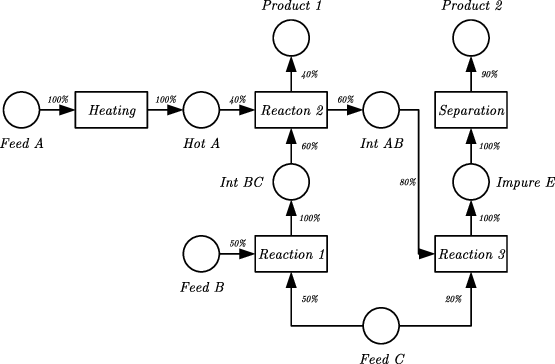 Product 1
Product 2
40%
90%
100%
100%
40%
60%
Heating
Reacton 2
Separation
Feed A
Hot A
Int AB
60%
100%
Int BC
80%
Impure E
100%
100%
50%
Reaction 1
Reaction 3
Feed B
50%
20%
Feed C